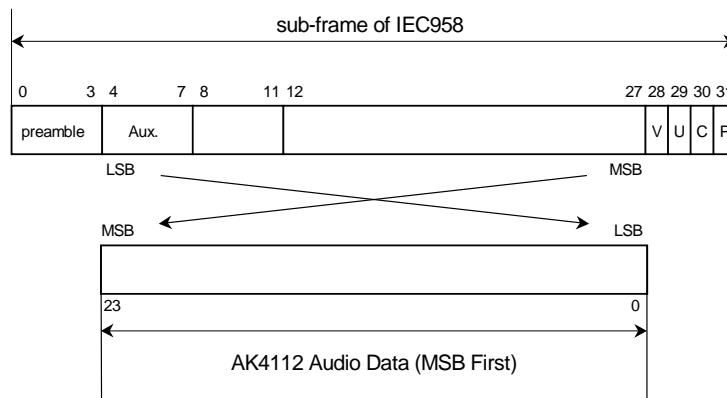 sub-frame of IEC958
0 3 4 7 8 11 12 27 28 29 30 31
preamble Aux. V U C P
LSB MSB
MSB LSB
23 0
AK4112 Audio Data (MSB First)